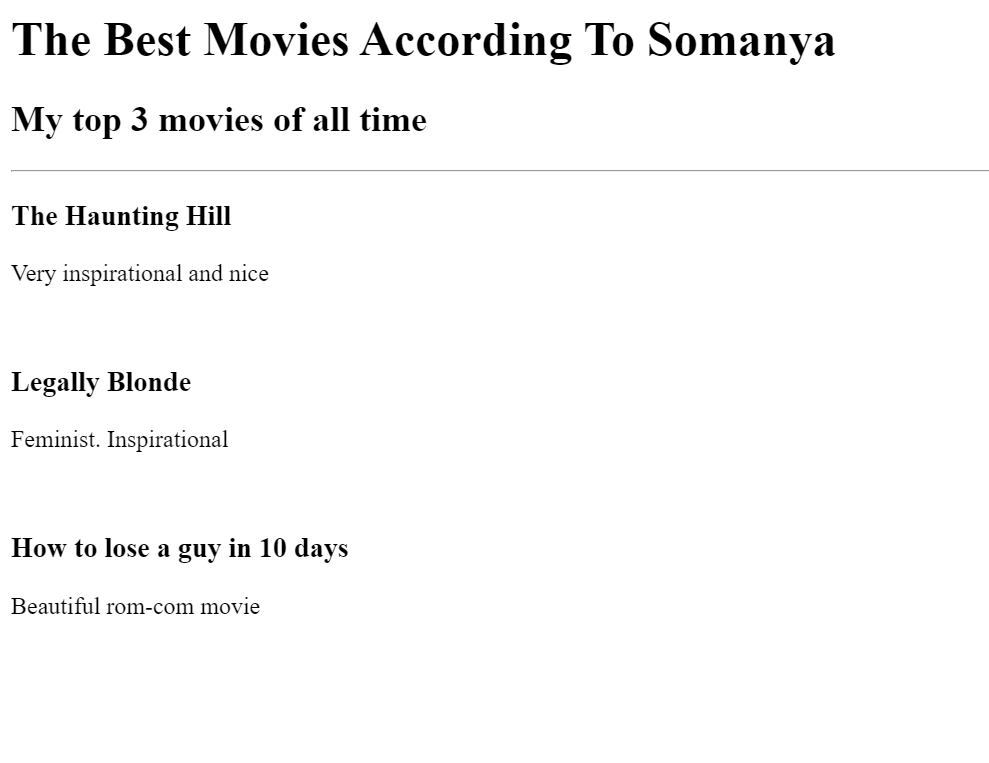 The Best Movies According To Somanya
My top 3 movies of all time
The Haunting Hill
Very inspirational and nice
Legally Blonde
Feminist. Inspirational
How to lose a guy in 10 days
Beautiful rom-com movie